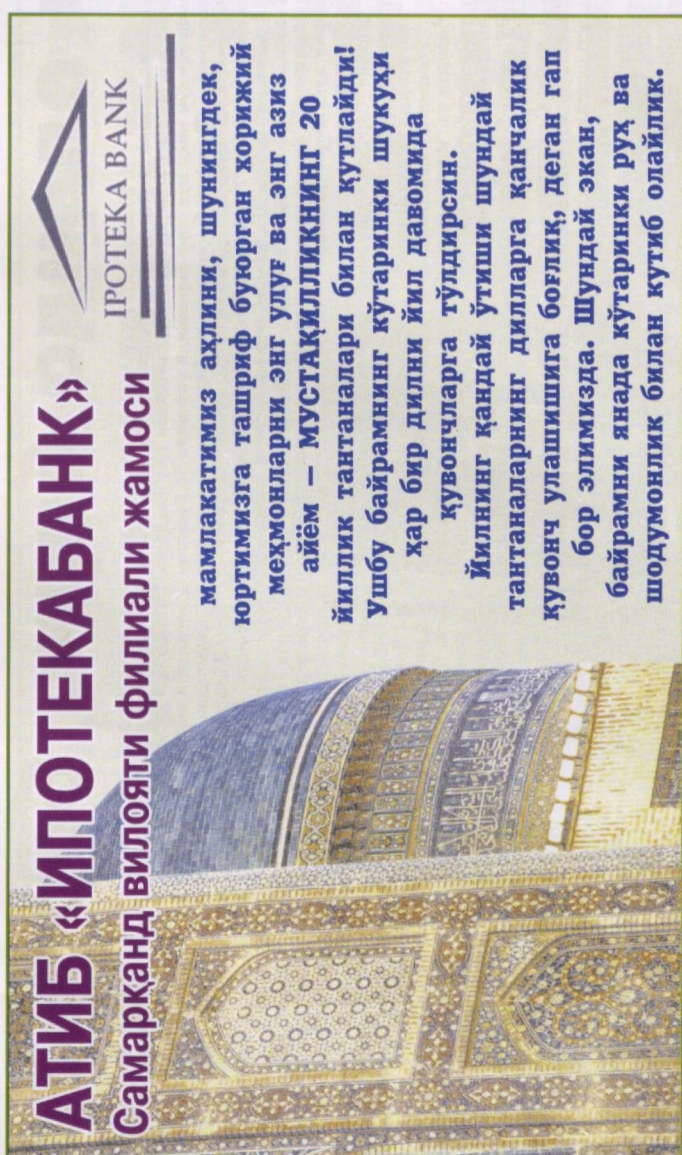 АТИБ «ИПОТЕКАБАНК»
Самарқанд вилояти филиали жамоси
IPOTEKA BANK
мамлакатимиз аҳлини, шунингдек,
юртимизга ташриф буюрган хорижий
меҳмонларни энг улуғ ва энг азиз
айём – МУСТАҚИЛЛИКНИНГ 20
йиллик тантаналари билан қутлайди!
Ушбу байрамнинг кўтаринки шукуҳи
ҳар бир дилни йил давомида
қувончларга тўлдирсин.
Йилнинг қандай ўтиши шундай
тантаналарнинг дилларга қанчалик
қувонч улашишига боғлиқ, деган гап
бор элимизда. Шундай экан,
байрамни янада кўтаринки руҳ ва
шодумонлик билан кутиб олайлик.